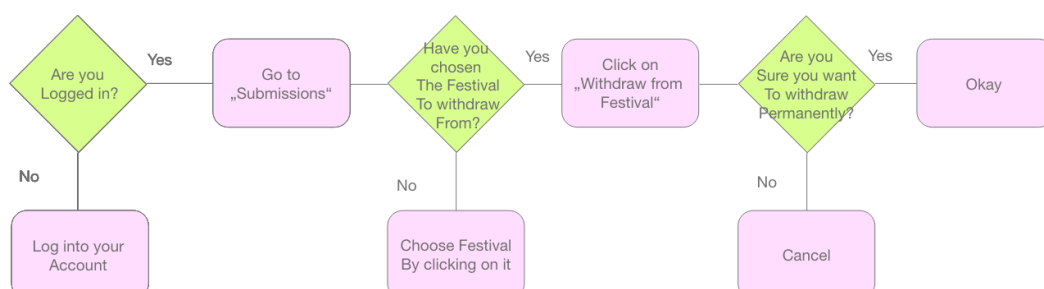 Are you
Logged in?
Yes
Go to
„Submissions“
Have you
chosen
The Festival
To withdraw
From?
Yes
Click on
„Withdraw from
Festival“
Are you
Sure you want
To withdraw
Permanently?
Yes
Okay
No
No
No
Log into your
Account
Choose Festival
By clicking on it
Cancel